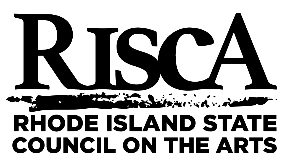 RISCA
RHODE ISLAND STATE
COUNCIL ON THE ARTS